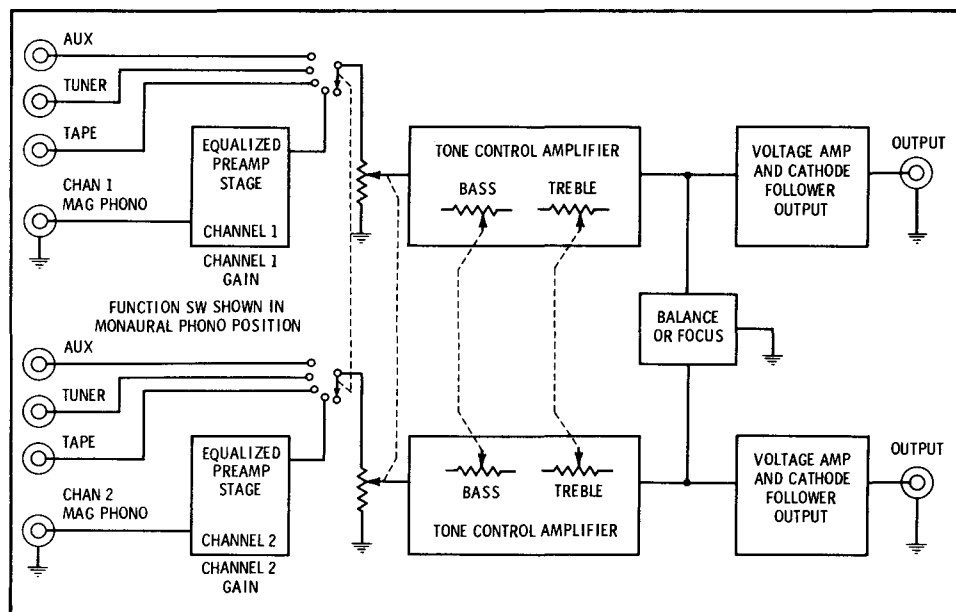 AUX
TUNER
TAPE
CHAN 1
MAG PHONO
EQUALIZED
PREAMP
STAGE
CHANNEL 1
CHANNEL 1
GAIN
FUNCTION SW SHOWN IN
MONAURAL PHONO POSITION
TONE CONTROL AMPLIFIER
BASS
TREBLE
VOLTAGE AMP
AND CATHODE
FOLLOWER
OUTPUT
OUTPUT
BALANCE
OR FOCUS
AUX
TUNER
TAPE
CHAN 2
MAG PHONO
EQUALIZED
PREAMP
STAGE
CHANNEL 2
CHANNEL 2
GAIN
BASS
TREBLE
TONE CONTROL AMPLIFIER
VOLTAGE AMP
AND CATHODE
FOLLOWER
OUTPUT
OUTPUT